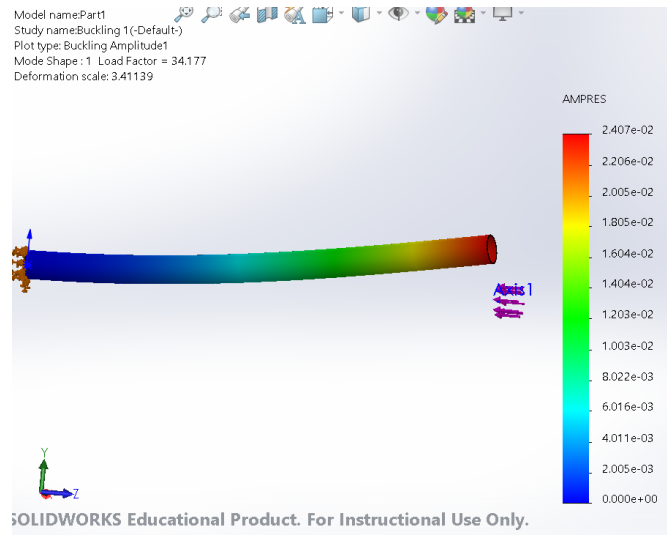 Model name:Part1
Study name:Buckling 1(-Default-)
Plot type: Buckling Amplitude1
Mode Shape : 1 Load Factor = 34.177
Deformation scale: 3.41139
AMPRES
2.407e-02
2.206e-02
2.005e-02
1.805e-02
1.604e-02
1.404e-02
1.203e-02
1.003e-02
8.022e-03
6.016e-03
4.011e-03
2.005e-03
0.000e+00
Axis1
Y
Z
SOLIDWORKS Educational Product. For Instructional Use Only.